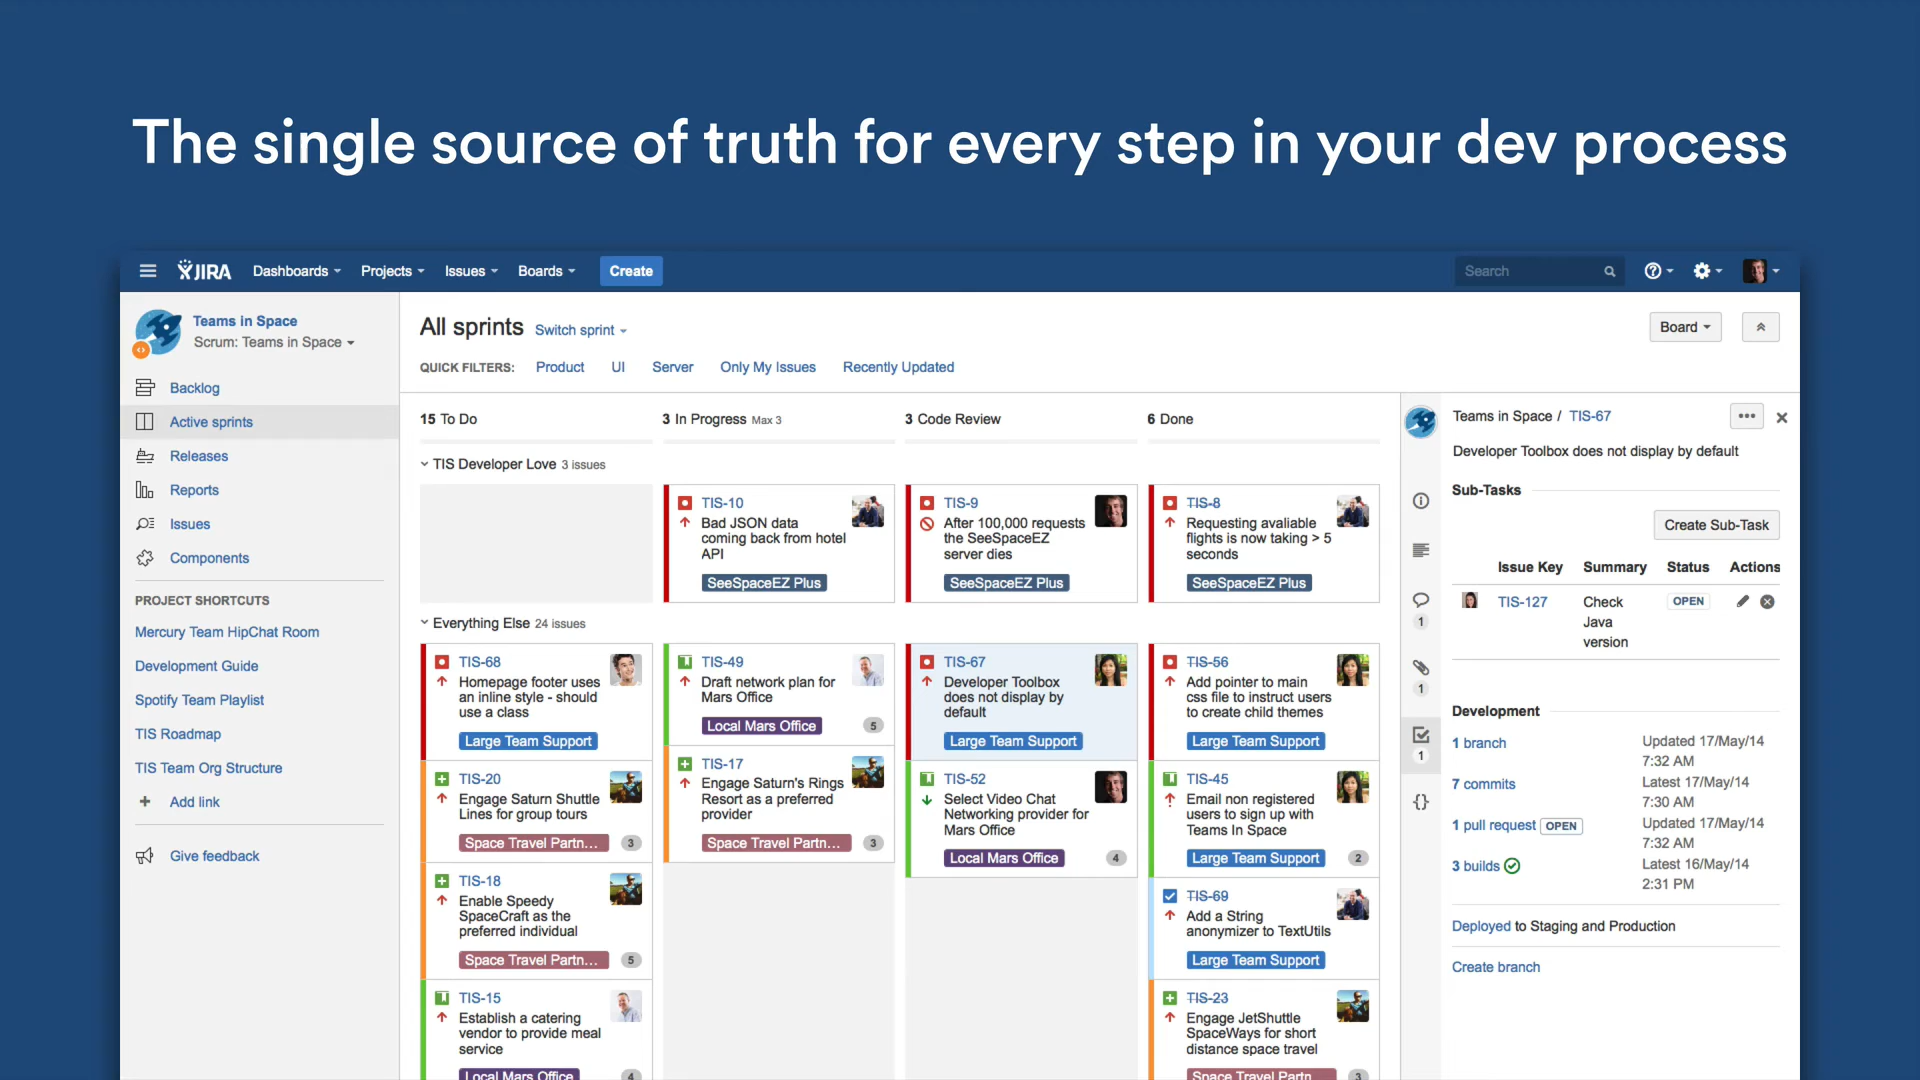 The single source of truth for every step in your dev process
JIRA Dashboards Projects Issues Boards Create Search
Teams in Space
Scrum: Teams in Space
Backlog
Active sprints
Releases
Reports
Issues
Components
PROJECT SHORTCUTS
Mercury Team HipChat Room
Development Guide
Spotify Team Playlist
TIS Roadmap
TIS Team Org Structure
Add link
Give feedback
All sprints Switch sprint
Board
QUICK FILTERS: Product UI Server Only My Issues Recently Updated
15 To Do
3 In Progress Max 3
3 Code Review
6 Done
TIS Developer Love 3 issues
TIS-10
Bad JSON data
coming back from hotel
API
SeeSpaceEZ Plus
TIS-9
After 100,000 requests
the SeeSpaceEZ
server dies
SeeSpaceEZ Plus
TIS-8
Requesting avaliable
flights is now taking > 5
seconds
SeeSpaceEZ Plus
Everything Else 24 issues
TIS-68
Homepage footer uses
an inline style - should
use a class
Large Team Support
TIS-20
Engage Saturn Shuttle
Lines for group tours
Space Travel Partn... 3
TIS-18
Enable Speedy
SpaceCraft as the
preferred individual
Space Travel Partn... 5
TIS-15
Establish a catering
vendor to provide meal
service
Local Mars Office 4
TIS-49
Draft network plan for
Mars Office
Local Mars Office 5
TIS-17
Engage Saturn's Rings
Resort as a preferred
provider
Space Travel Partn... 3
TIS-67
Developer Toolbox
does not display by
default
Large Team Support
TIS-52
Select Video Chat
Networking provider for
Mars Office
Local Mars Office 4
TIS-56
Add pointer to main
css file to instruct users
to create child themes
Large Team Support
TIS-45
Email non registered
users to sign up with
Teams In Space
Large Team Support 2
TIS-69
Add a String
anonymizer to TextUtils
Large Team Support
TIS-23
Engage JetShuttle
SpaceWays for short
distance space travel
Space Travel Partn... 3
1
1
1
Teams in Space / TIS-67
Developer Toolbox does not display by default
Sub-Tasks
Create Sub-Task
Issue Key Summary Status Actions
TIS-127 Check OPEN
Java
version
Development
1 branch Updated 17/May/14
7:32 AM
7 commits Latest 17/May/14
7:30 AM
1 pull request OPEN Updated 17/May/14
7:32 AM
3 builds Latest 16/May/14
2:31 PM
Deployed to Staging and Production
Create branch